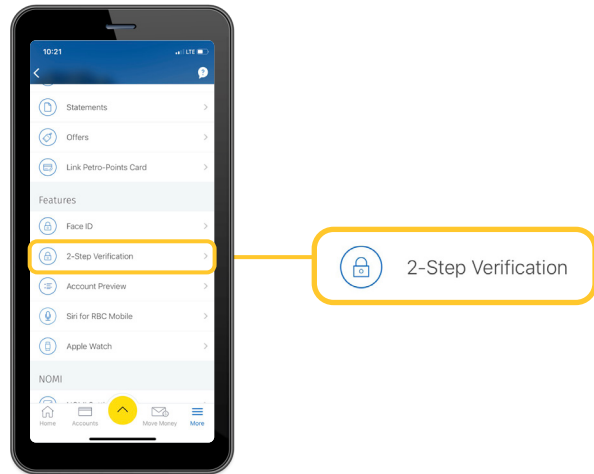 10:21
LTE
?
Statements
Offers
Link Petro-Points Card
Features
Face ID
2-Step Verification
2-Step Verification
Account Preview
Siri for RBC Mobile
Apple Watch
NOMI
Home
Accounts
Move Money
More